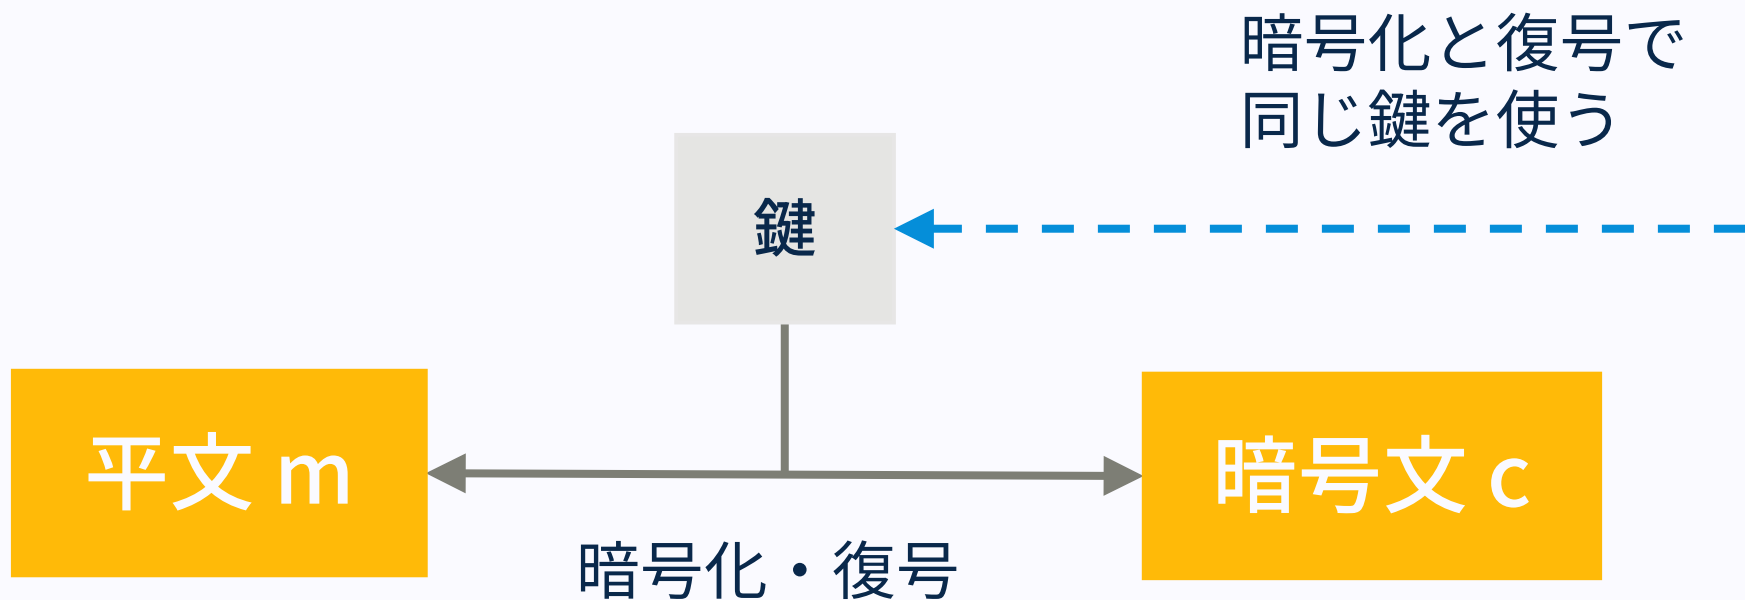 暗号化と復号で
同じ鍵を使う
鍵
平文 m
暗号文 c
暗号化・復号